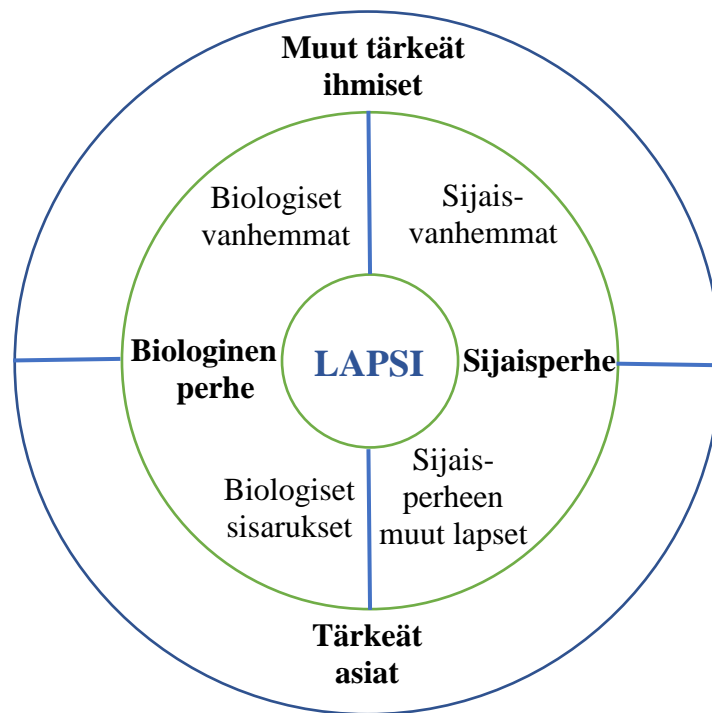 Muut tärkeät
ihmiset
Biologiset
vanhemmat
Sijais-
vanhemmat
Biologinen
perhe
LAPSI
Sijaisperhe
Biologiset
sisarukset
Sijais-
perheen
muut lapset
Tärkeät
asiat